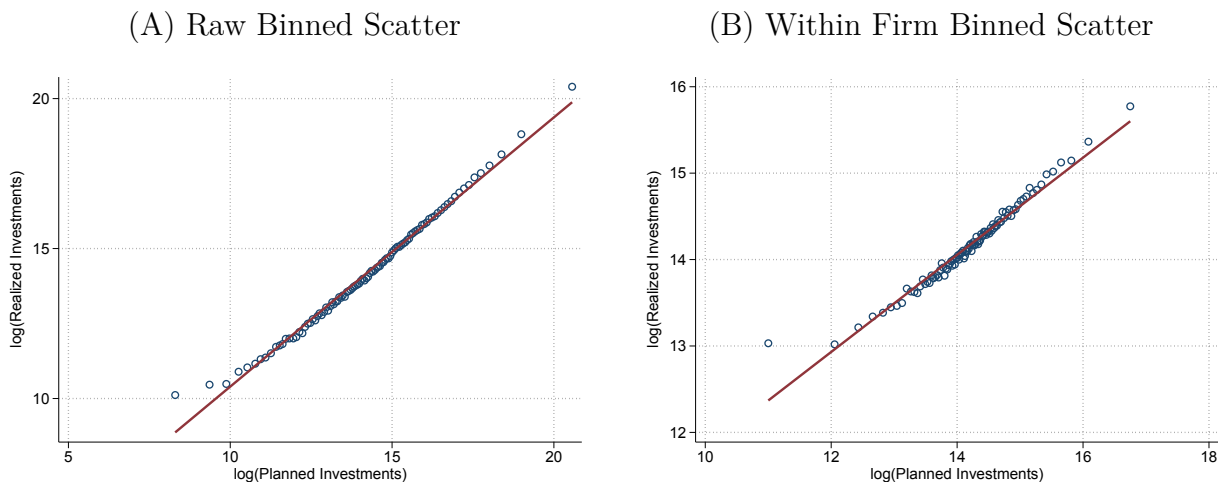 (A) Raw Binned Scatter
20
15
10
log(Realized Investments)
5 10 15 20
log(Planned Investments)
(B) Within Firm Binned Scatter
16
15
14
13
12
log(Realized Investments)
10 12 14 16 18
log(Planned Investments)